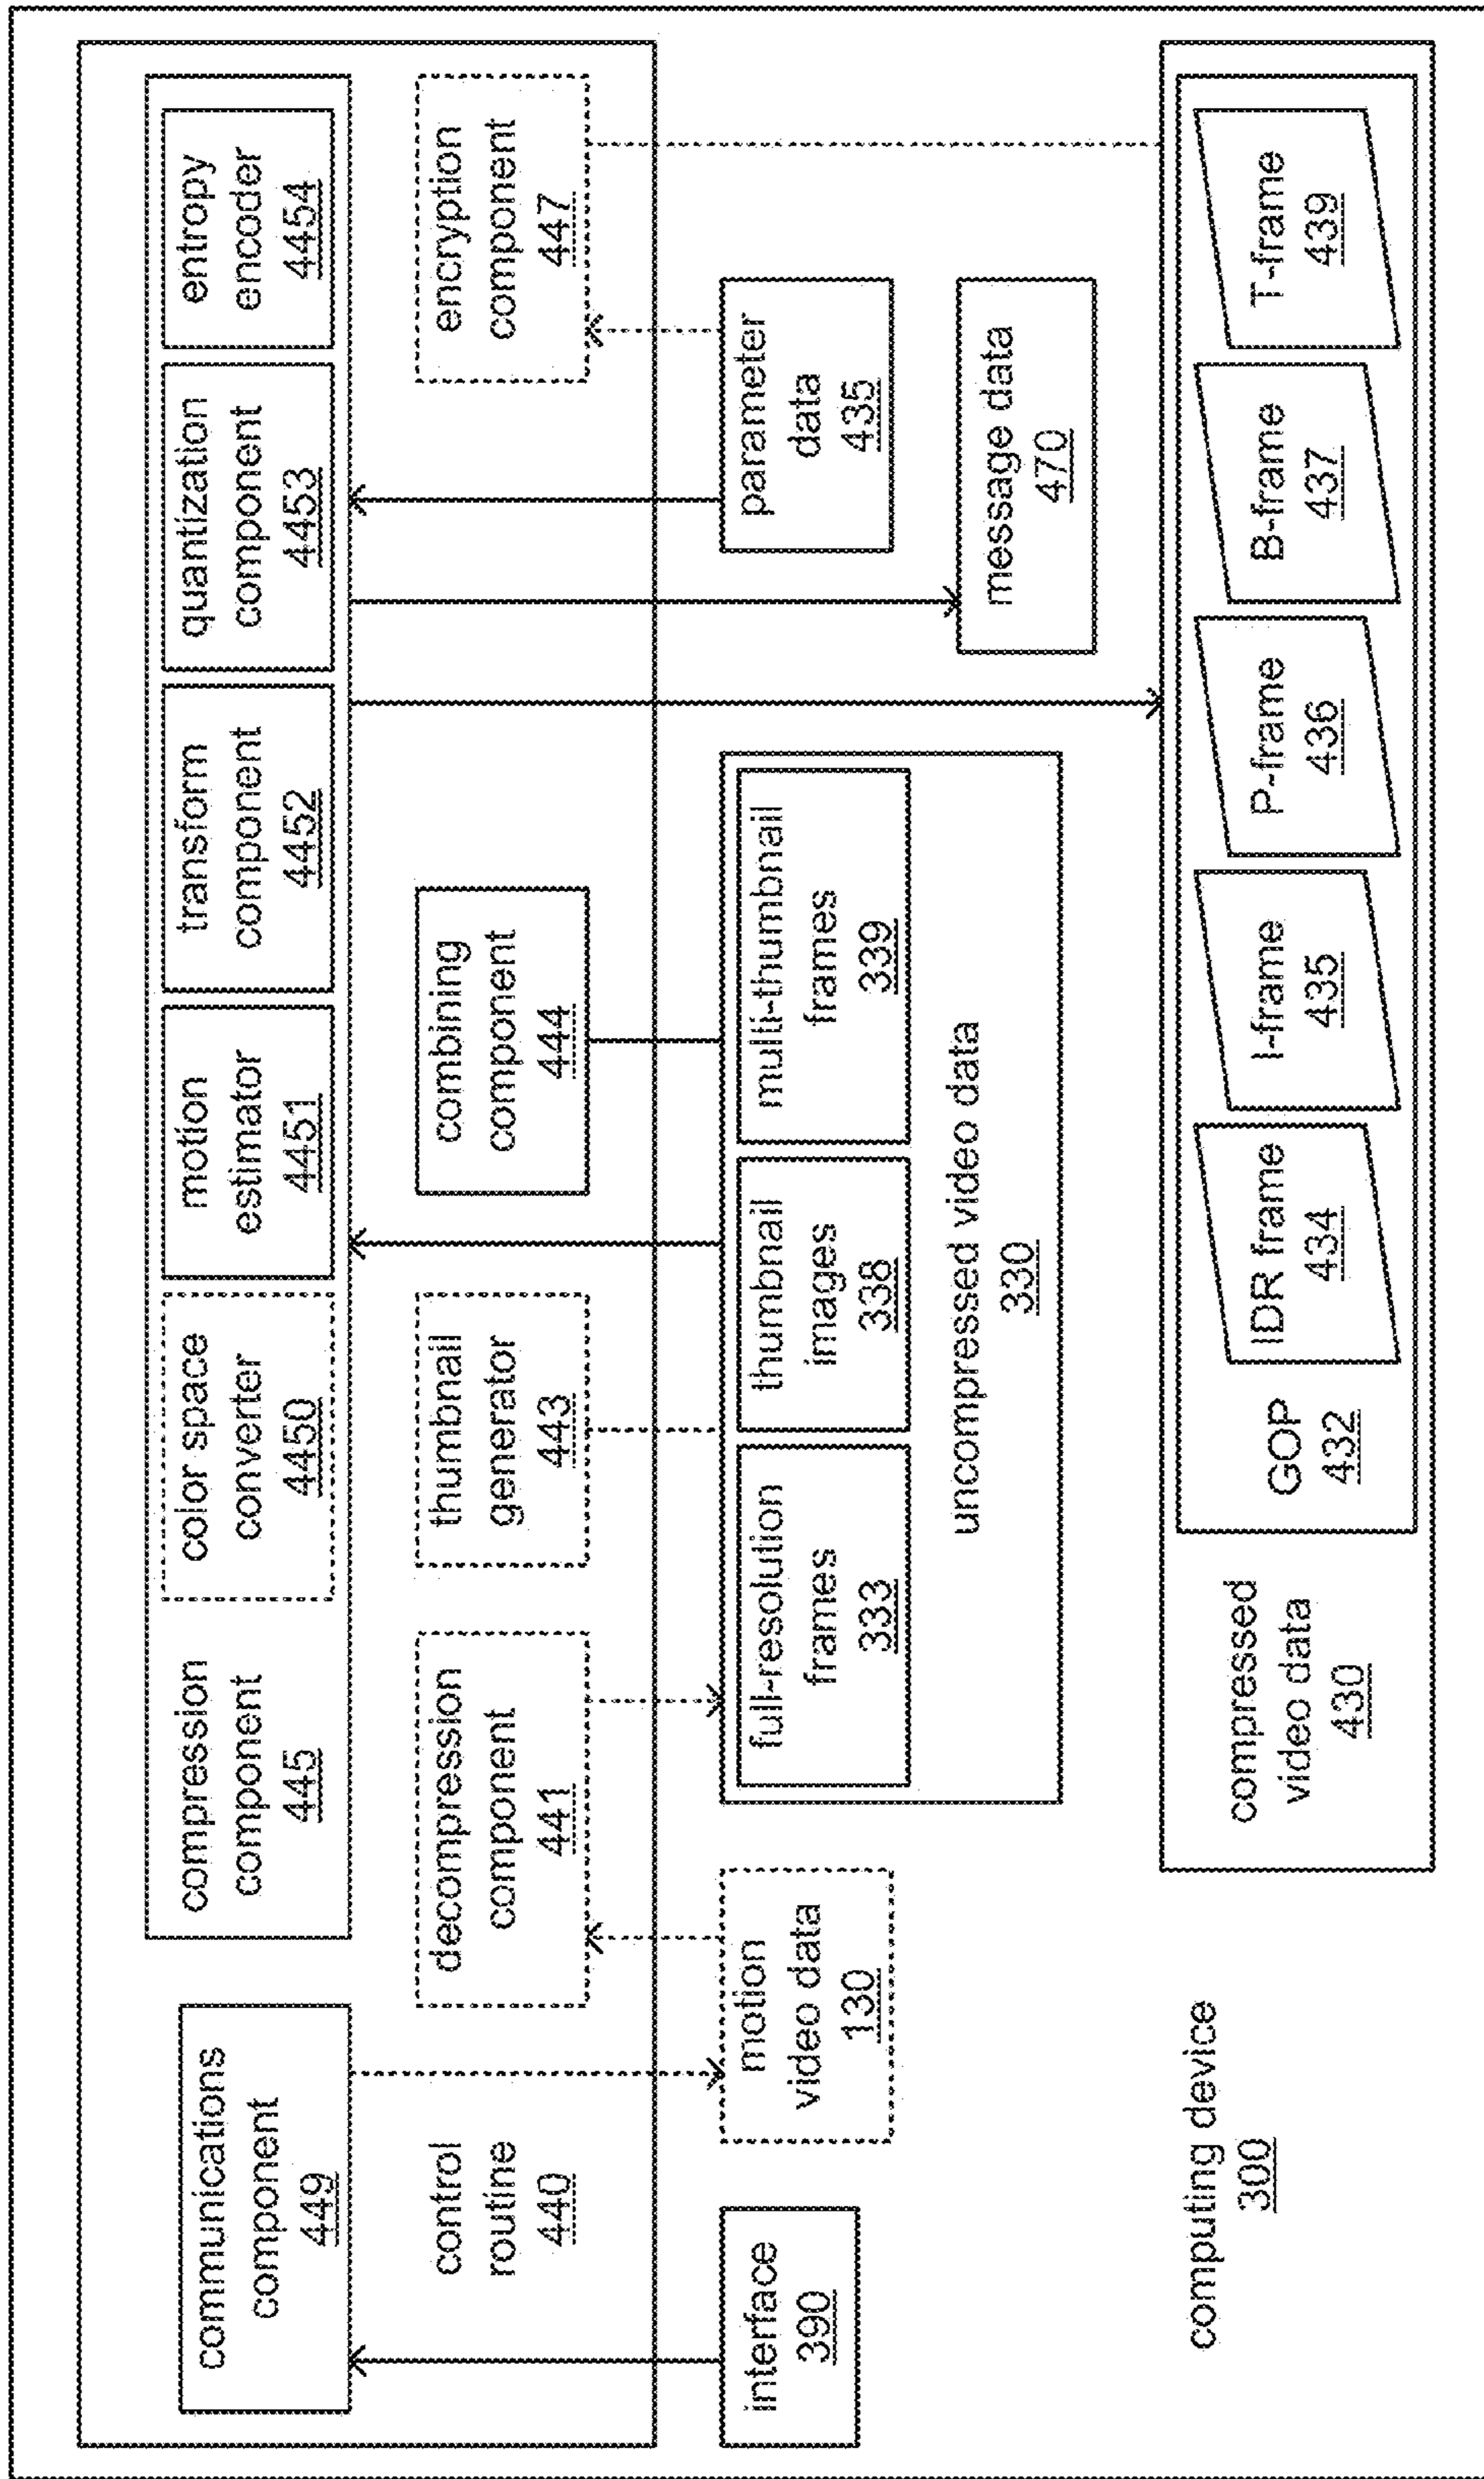 communications
component
449
compression
component
445
color space
converter
4450
motion
estimator
4451
transform
component
4452
quantization
component
4453
entropy
encoder
4454
control
routine
440
decompression
component
441
thumbnail
generator
443
combining
component
444
encryption
component
447
interface
390
motion
video data
130
full-resolution
frames
333
thumbnail
images
338
multi-thumbnail
frames
339
uncompressed video data
330
parameter
data
435
message data
470
computing device
300
compressed
video data
430
GOP
432
IDR frame
434
I-frame
435
P-frame
436
B-frame
437
T-frame
439